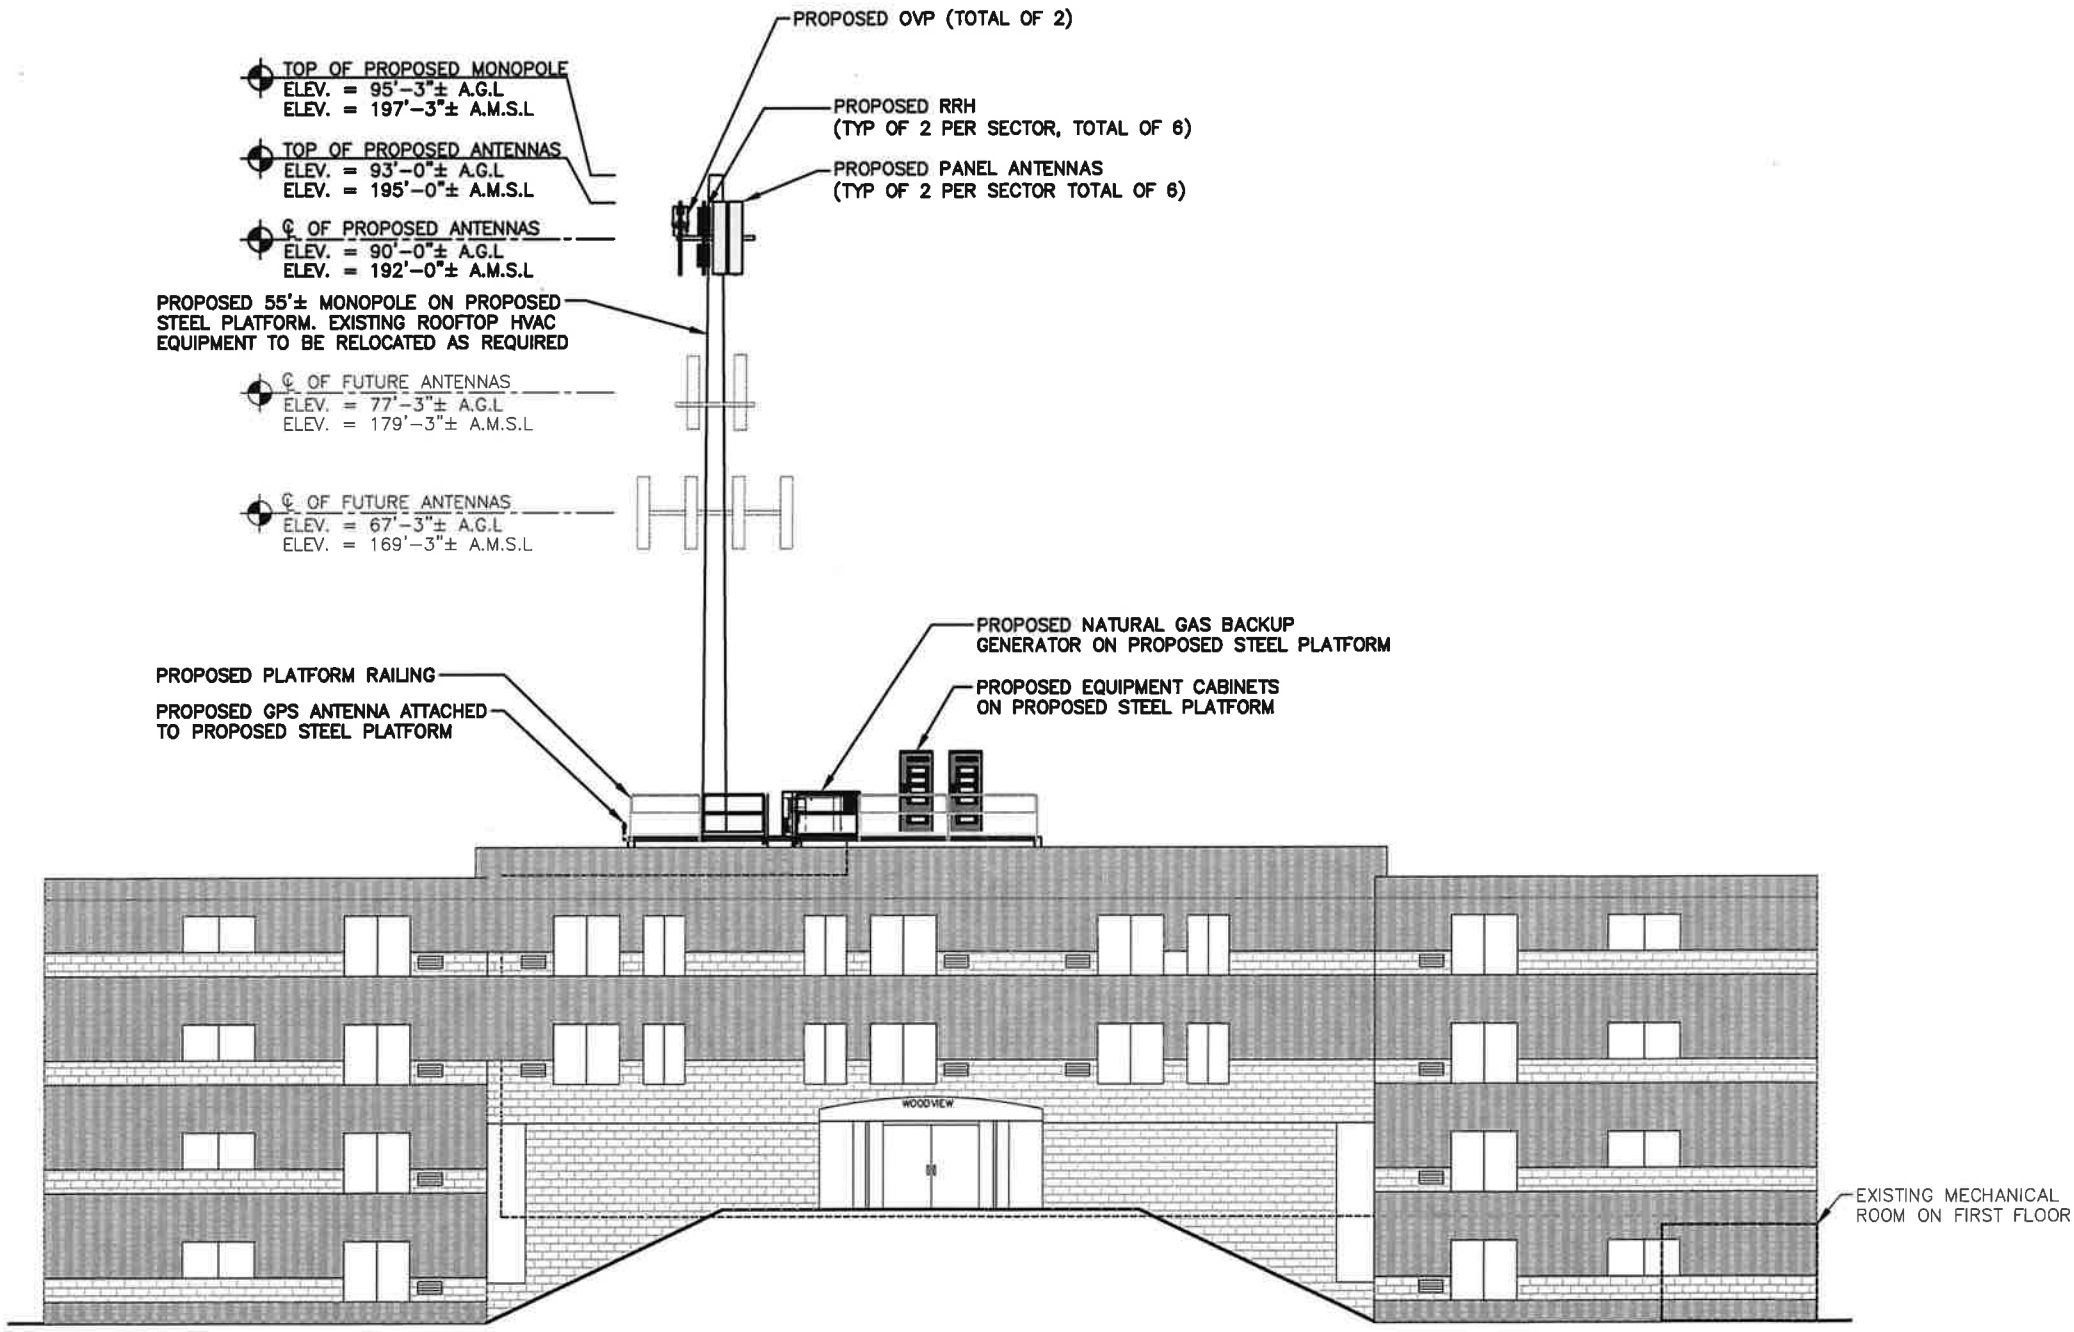 PROPOSED OVP (TOTAL OF 2)
TOP OF PROPOSED MONOPOLE
ELEV. = 95'-3"± A.G.L
ELEV. = 197'-3"± A.M.S.L
PROPOSED RRH
(TYP OF 2 PER SECTOR, TOTAL OF 6)
TOP OF PROPOSED ANTENNAS
ELEV. = 93'-0"± A.G.L
ELEV. = 195'-0"± A.M.S.L
PROPOSED PANEL ANTENNAS
(TYP OF 2 PER SECTOR TOTAL OF 6)
℄ OF PROPOSED ANTENNAS
ELEV. = 90'-0"± A.G.L
ELEV. = 192'-0"± A.M.S.L
PROPOSED 55'± MONOPOLE ON PROPOSED
STEEL PLATFORM. EXISTING ROOFTOP HVAC
EQUIPMENT TO BE RELOCATED AS REQUIRED
℄ OF FUTURE ANTENNAS
ELEV. = 77'-3"± A.G.L
ELEV. = 179'-3"± A.M.S.L
℄ OF FUTURE ANTENNAS
ELEV. = 67'-3"± A.G.L
ELEV. = 169'-3"± A.M.S.L
PROPOSED NATURAL GAS BACKUP
GENERATOR ON PROPOSED STEEL PLATFORM
PROPOSED PLATFORM RAILING
PROPOSED EQUIPMENT CABINETS
ON PROPOSED STEEL PLATFORM
PROPOSED GPS ANTENNA ATTACHED
TO PROPOSED STEEL PLATFORM
WOODVIEW
EXISTING MECHANICAL
ROOM ON FIRST FLOOR